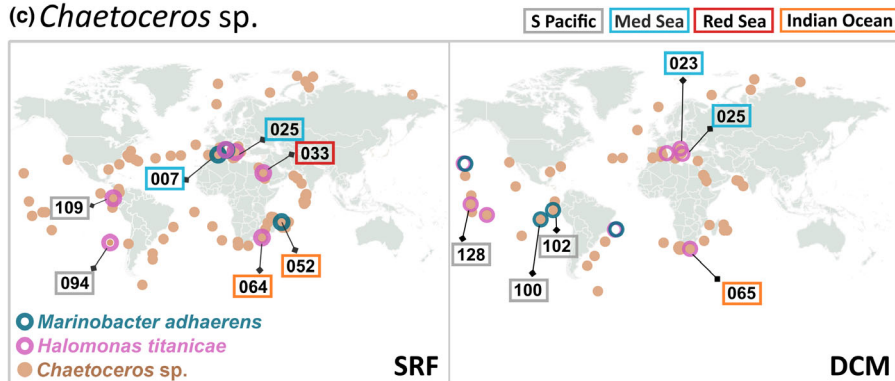 (c) Chaetoceros sp.
S Pacific Med Sea Red Sea Indian Ocean
023
025 025
033
007
109
128 102
094 064 052 100 065
Marinobacter adhaerens
Halomonas titanicae
Chaetoceros sp. SRF DCM